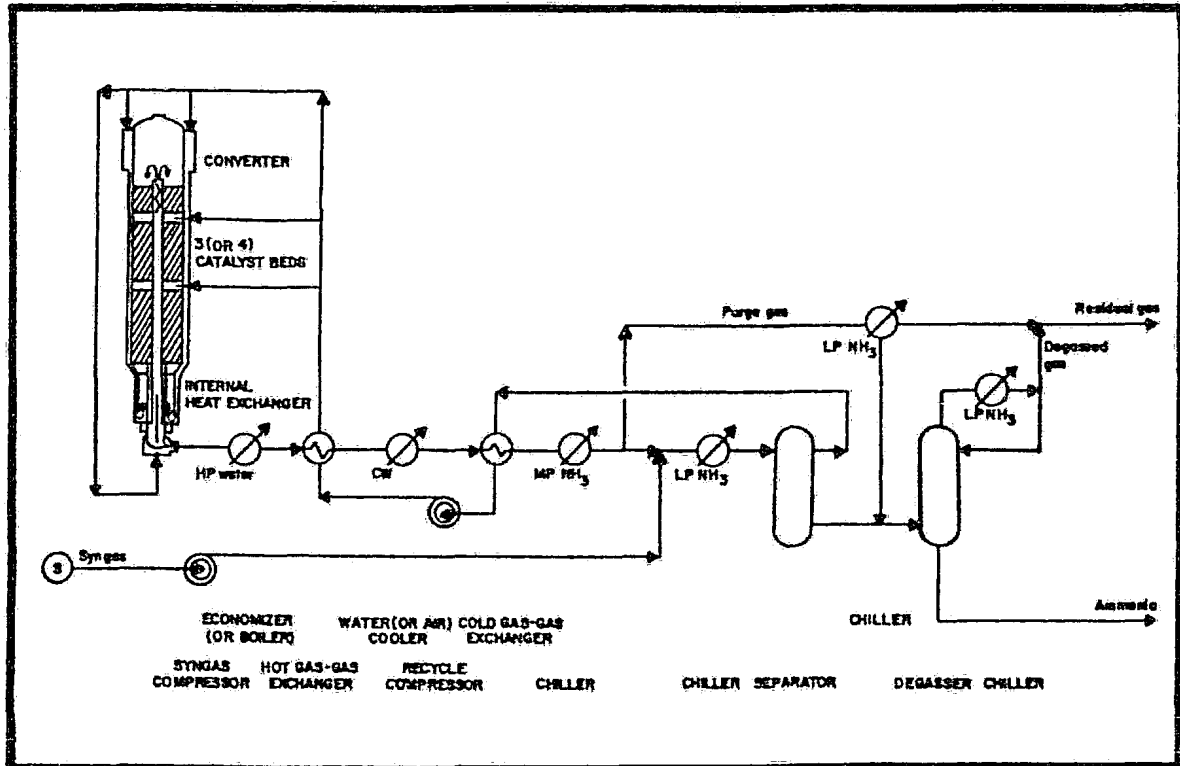 CONVERTER
3 (OR 4)
CATALYST BEDS
INTERNAL
HEAT EXCHANGER
Purge gas
Residual gas
LP NH3
Degassed
gas
LP NH3
HP water
CW
MP NH3
LP NH3
S
Syngas
Ammonia
ECONOMIZER
(OR BOILER)
WATER (OR AIR)
COOLER
COLD GAS-GAS
EXCHANGER
CHILLER
SYNGAS
COMPRESSOR
HOT GAS-GAS
EXCHANGER
RECYCLE
COMPRESSOR
CHILLER
CHILLER
SEPARATOR
DEGASSER
CHILLER